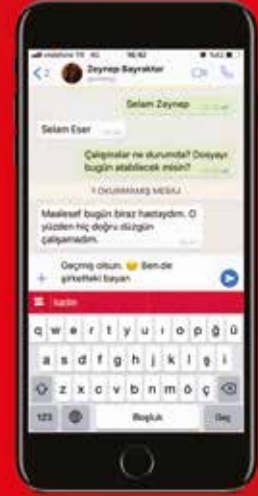 Zeynep Bayraktar
Selam Zeynep
Selam Eser
Çalışmalar ne durumda? Dosyayı
bugün atabilecek misin?
1 OKUNMAMIŞ MESAJ
Maalesef bugün biraz hastaydım. O
yüzden hiç doğru düzgün
çalışamadım.
Geçmiş olsun. 😔 Ben de
şirketteki bayan
kadın
q w e r t y u ı o p ğ ü
a s d f g h j k l ş i
z x c v b n m ö ç
123 Boşluk Geç